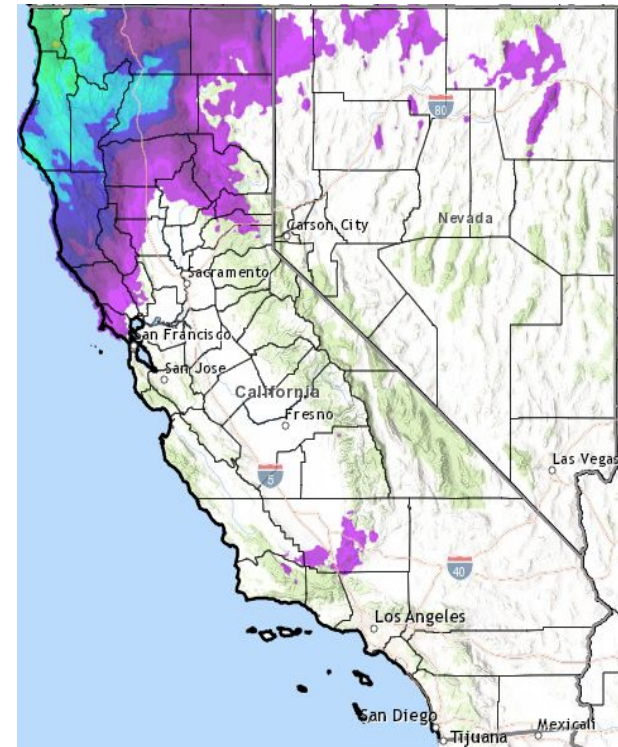 80
Carson City
Nevada
Sacramento
San Francisco
San Jose
California
Fresno
5
Las Vegas
40
Los Angeles
San Diego
Tijuana
Mexicali